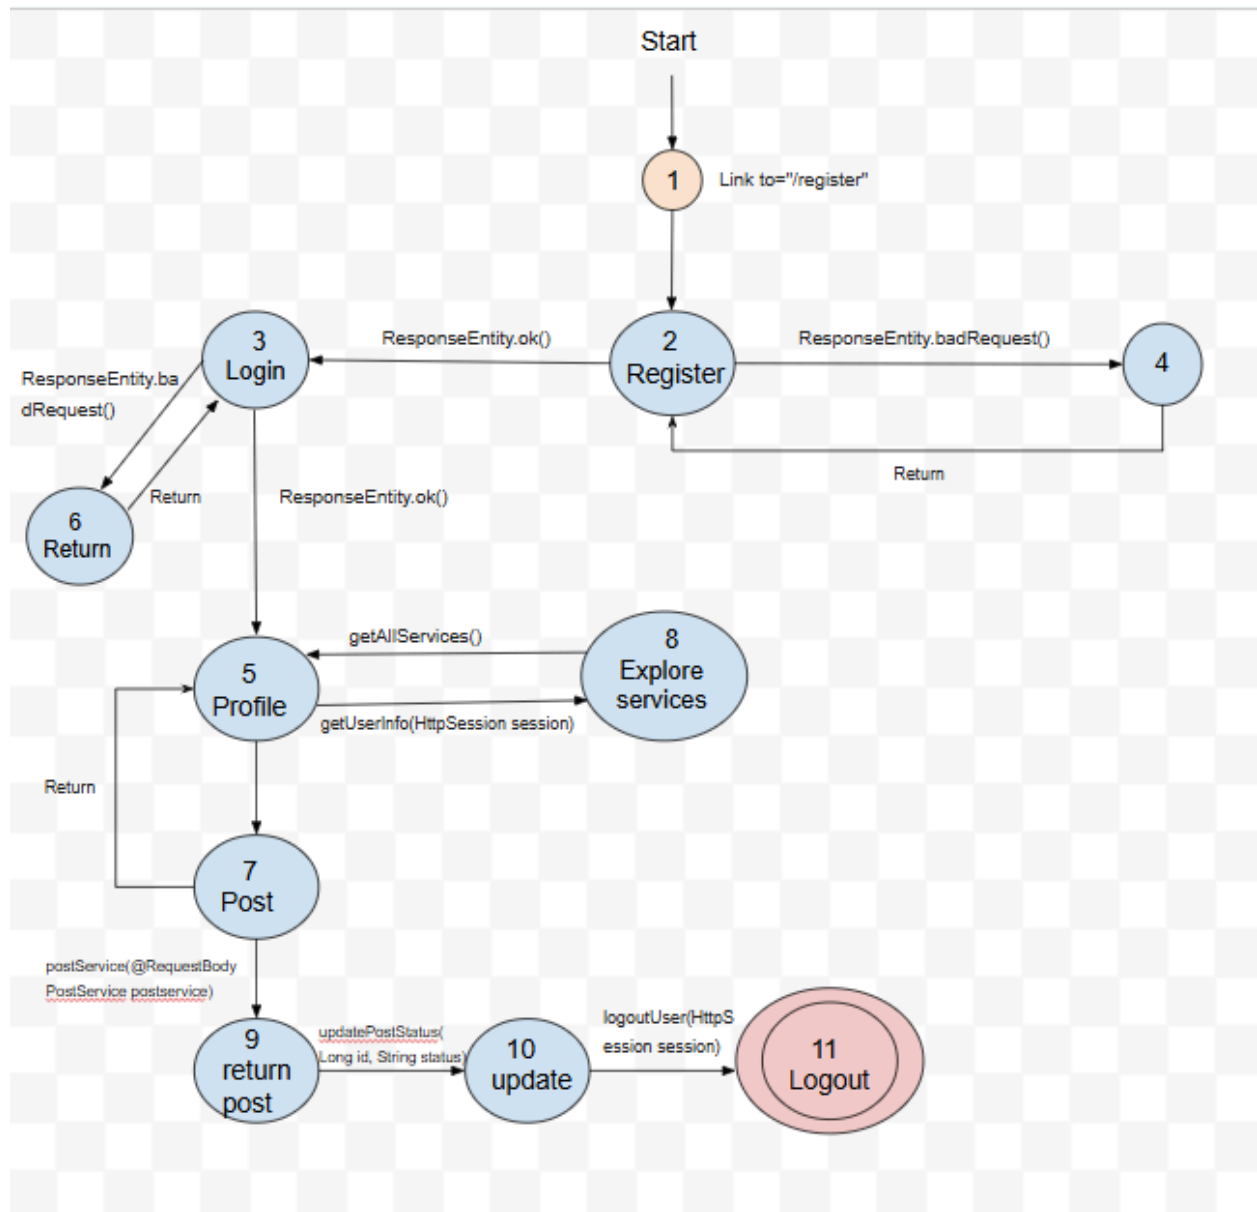 Start
1
Link to="/register"
3
Login
ResponseEntity.ok()
2
Register
ResponseEntity.badRequest()
4
ResponseEntity.ba
dRequest()
Return
6
Return
Return
ResponseEntity.ok()
getAllServices()
8
Explore
services
5
Profile
getUserInfo(HttpSession session)
Return
7
Post
postService(@RequestBody
PostService postservice)
9
return
post
updatePostStatus(
Long id, String status)
10
update
logoutUser(HttpS
ession session)
11
Logout